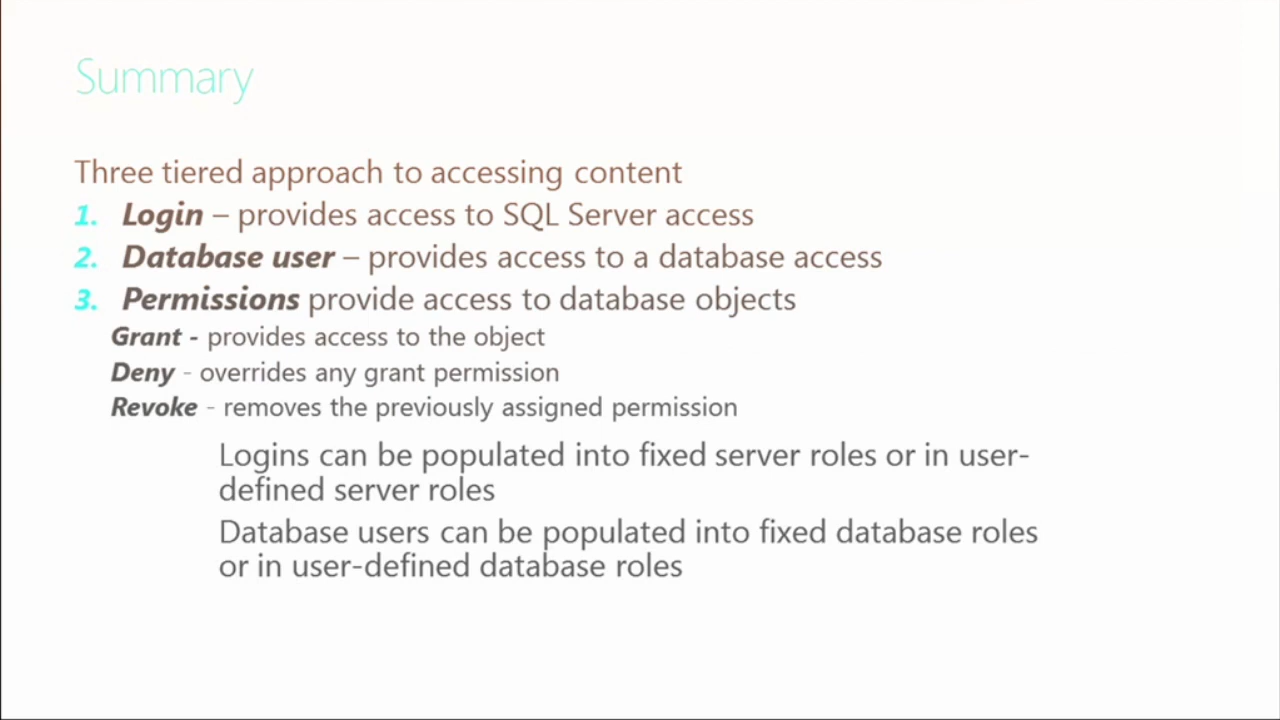 Summary
Three tiered approach to accessing content
1. Login – provides access to SQL Server access
2. Database user – provides access to a database access
3. Permissions provide access to database objects
Grant - provides access to the object
Deny - overrides any grant permission
Revoke - removes the previously assigned permission
Logins can be populated into fixed server roles or in user-
defined server roles
Database users can be populated into fixed database roles
or in user-defined database roles